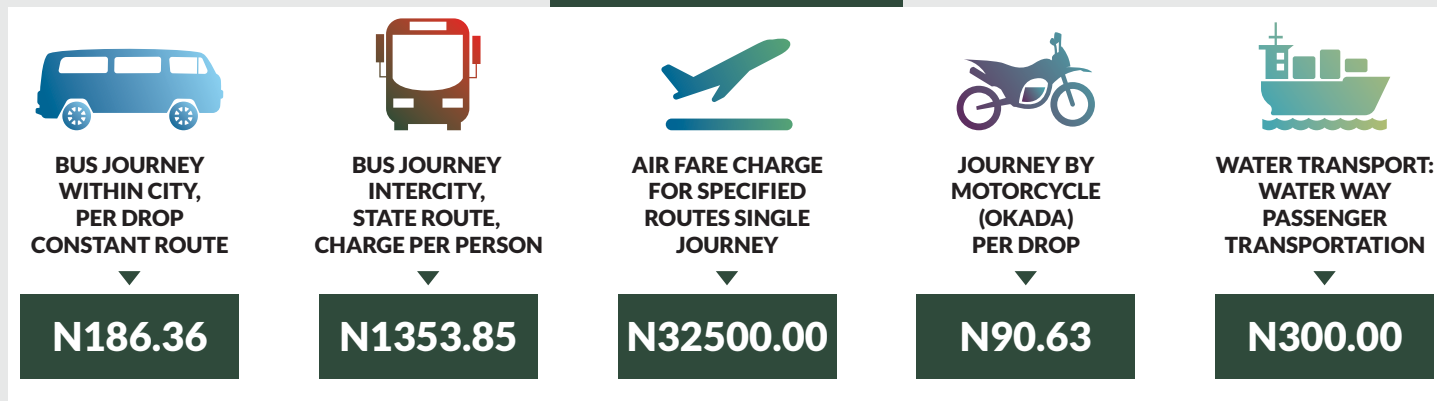 BUS JOURNEY
WITHIN CITY,
PER DROP
CONSTANT ROUTE
N186.36
BUS JOURNEY
INTERCITY,
STATE ROUTE,
CHARGE PER PERSON
N1353.85
AIR FARE CHARGE
FOR SPECIFIED
ROUTES SINGLE
JOURNEY
N32500.00
JOURNEY BY
MOTORCYCLE
(OKADA)
PER DROP
N90.63
WATER TRANSPORT:
WATER WAY
PASSENGER
TRANSPORTATION
N300.00